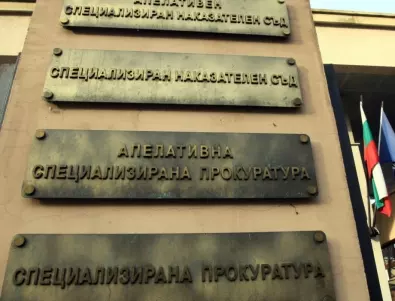 АПЕЛАТИВЕН
СПЕЦИАЛИЗИРАН НАКАЗАТЕЛЕН СЪД
СПЕЦИАЛИЗИРАН НАКАЗАТЕЛЕН СЪД
АПЕЛАТИВНА
СПЕЦИАЛИЗИРАНА ПРОКУРАТУРА
СПЕЦИАЛИЗИРАНА ПРОКУРАТУРА